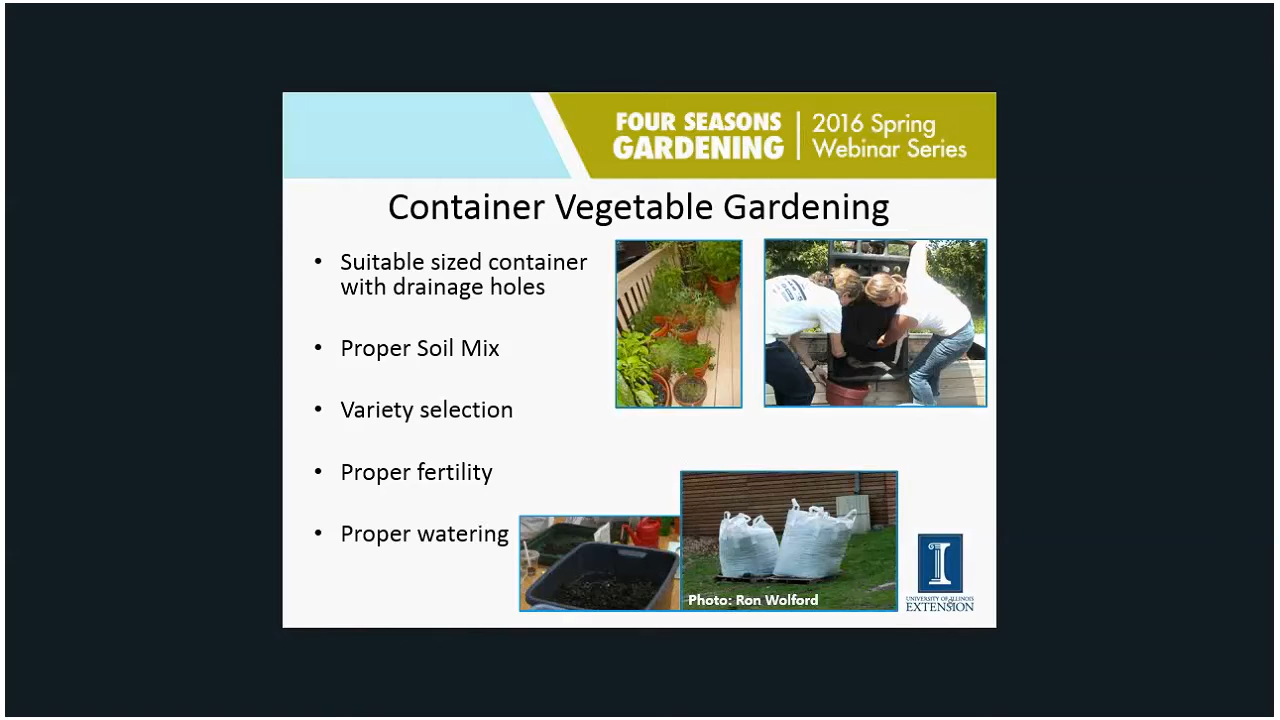 FOUR SEASONS
GARDENING
2016 Spring
Webinar Series
Container Vegetable Gardening
• Suitable sized container
with drainage holes
• Proper Soil Mix
• Variety selection
• Proper fertility
• Proper watering
Photo: Ron Wolford
UNIVERSITY OF ILLINOIS
EXTENSION